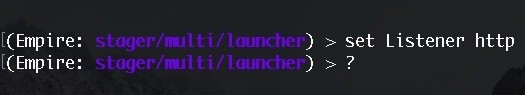 (Empire: stager/multi/launcher) > set Listener http
(Empire: stager/multi/launcher) > ?